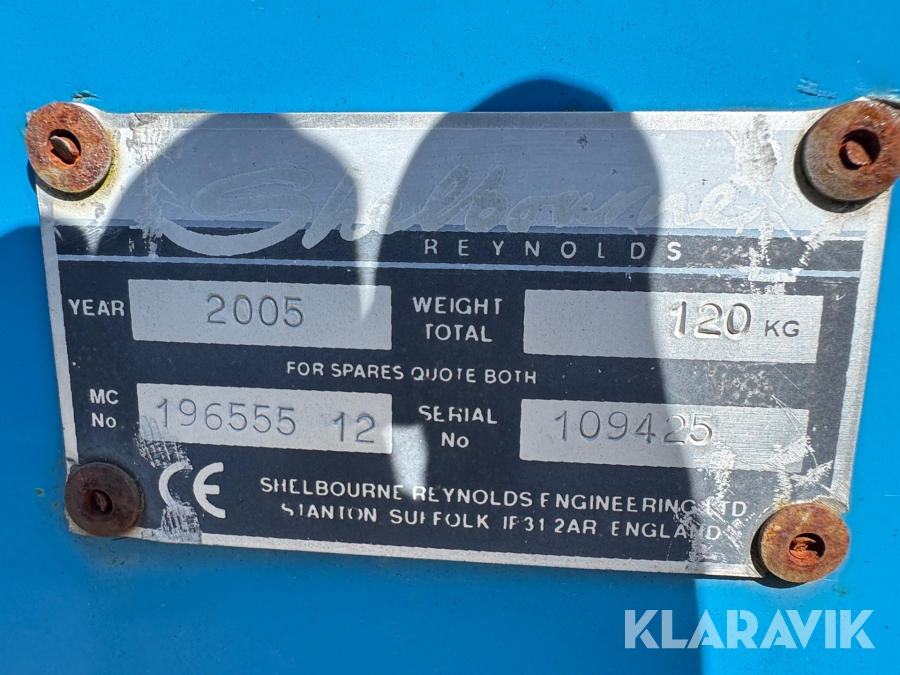 Shelbourne
REYNOLDS
YEAR 2005 WEIGHT TOTAL 120 KG
FOR SPARES QUOTE BOTH
MC No 196555 12 SERIAL No 109425
CE SHELBOURNE REYNOLDS ENGINEERING LTD
STANTON SUFFOLK IP31 2AR ENGLAND
KLARAVIK